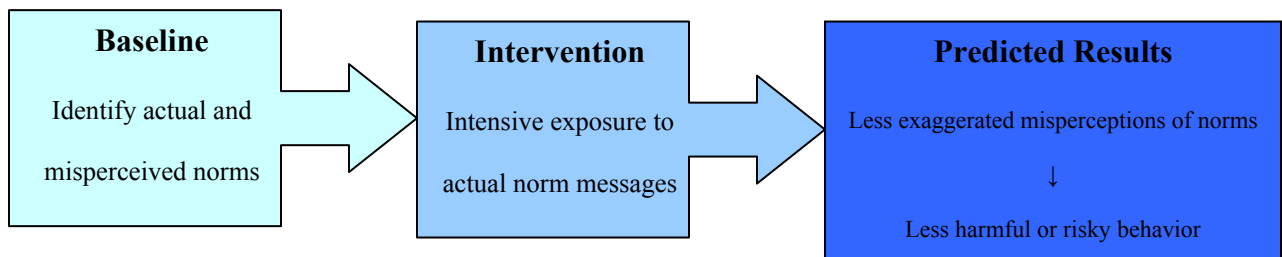 Baseline
Identify actual and
misperceived norms
Intervention
Intensive exposure to
actual norm messages
Predicted Results
Less exaggerated misperceptions of norms
↓
Less harmful or risky behavior